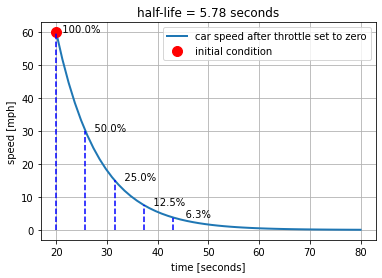 half-life = 5.78 seconds
car speed after throttle set to zero
initial condition
100.0%
50.0%
25.0%
12.5%
6.3%
speed [mph]
60
50
40
30
20
10
0
20 30 40 50 60 70 80
time [seconds]